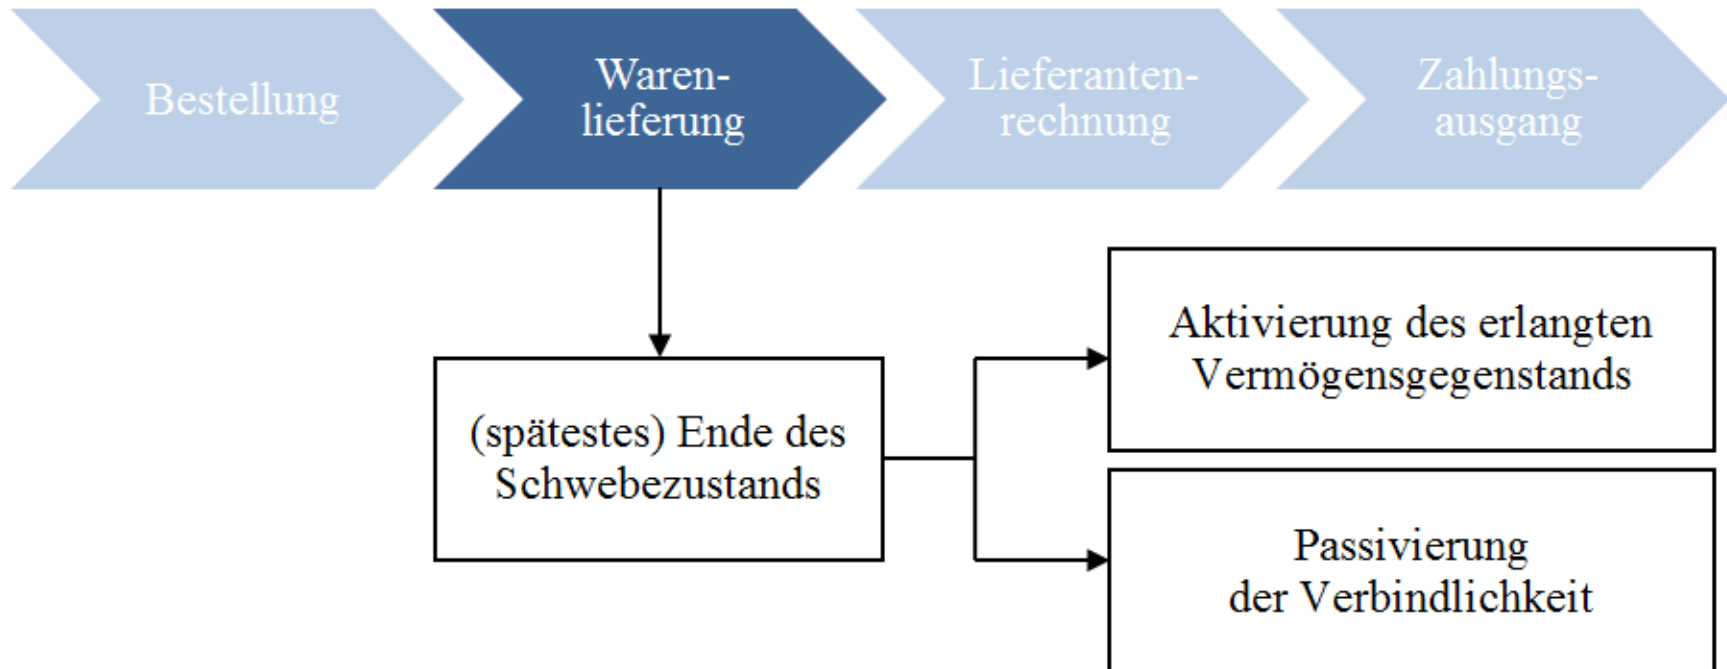 Bestellung
Waren-
lieferung
Lieferanten-
rechnung
Zahlungs-
ausgang
(spätestes) Ende des
Schwebezustands
Aktivierung des erlangten
Vermögensgegenstands
Passivierung
der Verbindlichkeit